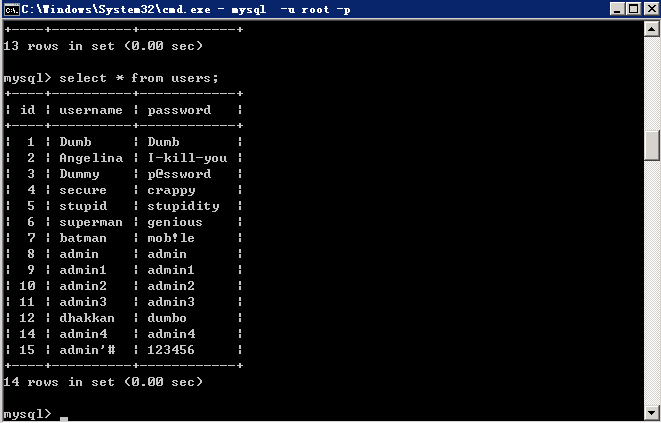 C:\Windows\System32\cmd.exe - mysql  -u root -p
+----+----------+------------+
13 rows in set (0.00 sec)
mysql> select * from users;
+----+----------+------------+
| id | username | password   |
+----+----------+------------+
|  1 | Dumb     | Dumb       |
|  2 | Angelina | I-kill-you |
|  3 | Dummy    | p@ssword   |
|  4 | secure   | crappy     |
|  5 | stupid   | stupidity  |
|  6 | superman | genious    |
|  7 | batman   | mob!le     |
|  8 | admin    | admin      |
|  9 | admin1   | admin1     |
| 10 | admin2   | admin2     |
| 11 | admin3   | admin3     |
| 12 | dhakkan  | dumbo      |
| 14 | admin4   | admin4     |
| 15 | admin'#  | 123456     |
+----+----------+------------+
14 rows in set (0.00 sec)
mysql> _